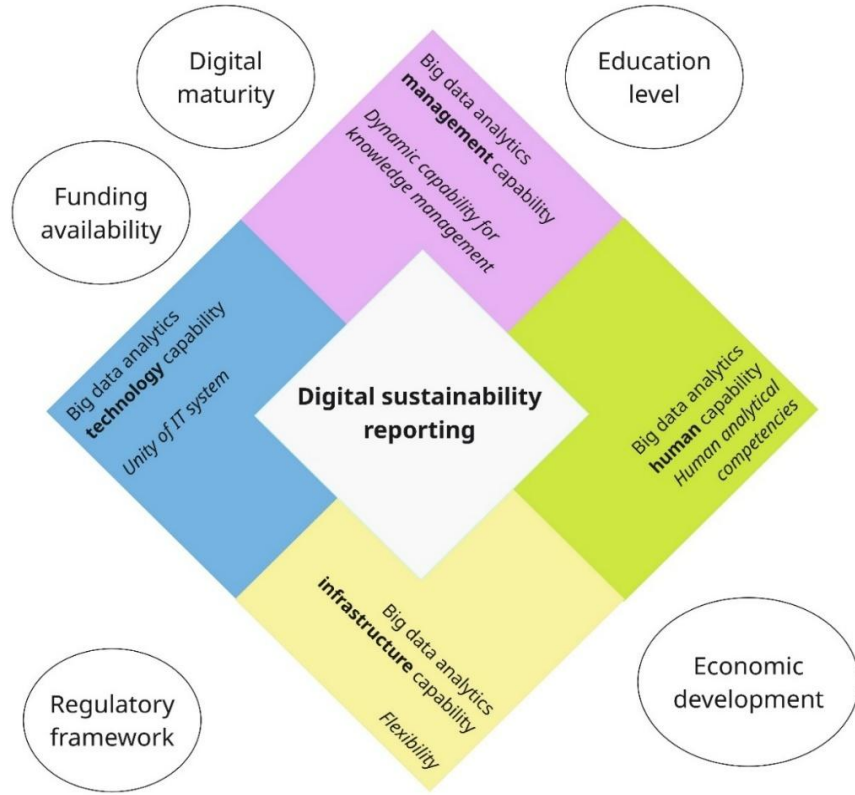 Digital
maturity
Education
level
Funding
availability
Big data analytics
management capability
Dynamic capability for
knowledge management
Big data analytics
technology capability
Unity of IT system
Digital sustainability
reporting
Big data analytics
human capability
Human analytical
competencies
Big data analytics
infrastructure capability
Flexibility
Regulatory
framework
Economic
development